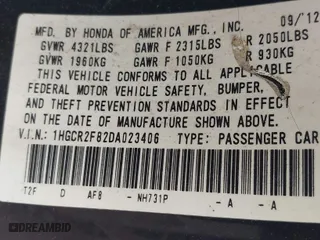 MFD. BY HONDA OF AMERICA MFG., INC. 09/12
GVWR 4321LBS GAWR F 2315LBS R 2050LBS
GVWR 1960KG GAWR F 1050KG R 930KG
THIS VEHICLE CONFORMS TO ALL APPLICABLE
FEDERAL MOTOR VEHICLE SAFETY, BUMPER,
AND THEFT PREVENTION STANDARDS IN EFFECT
ON THE DATE OF MANUFACTURE SHOWN ABOVE.
V.I.N.: 1HGCR2F82DA023406 TYPE: PASSENGER CAR
T2F D AF8 - NH731P - A - A
DREAMBID